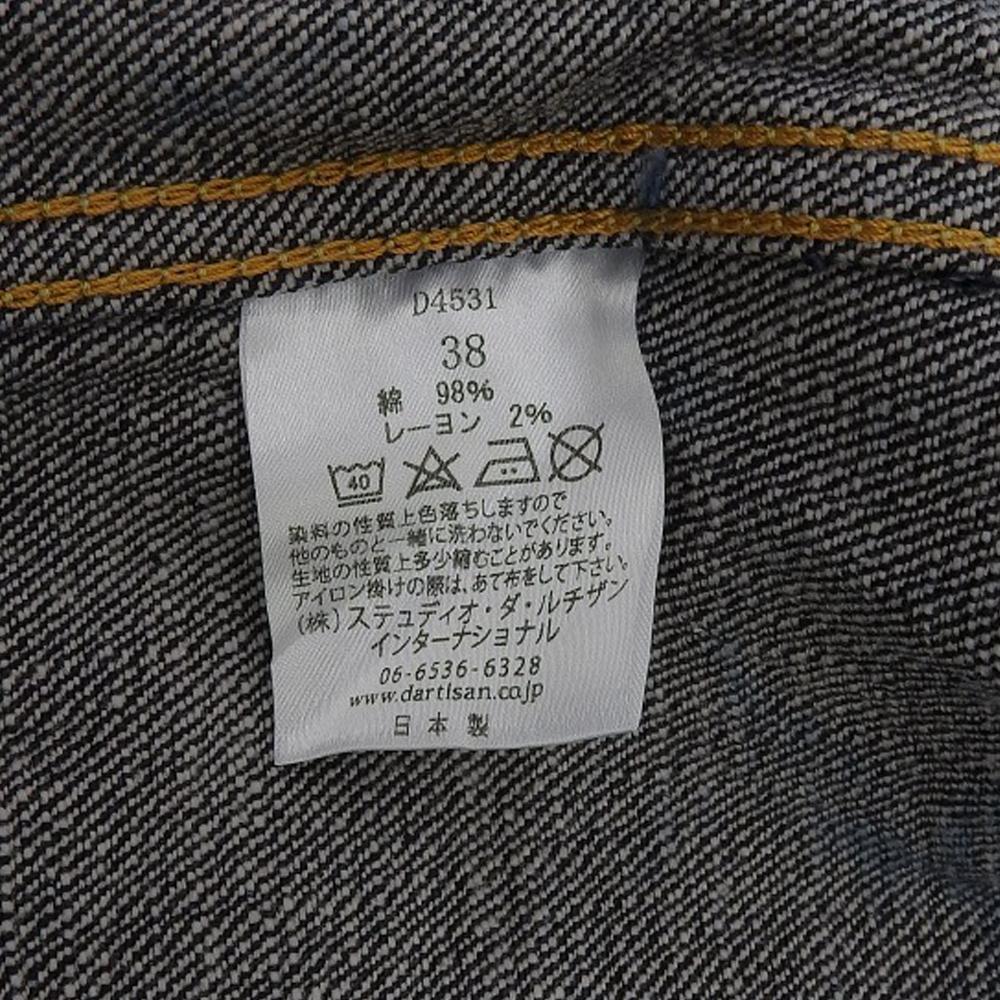 D4531
38
綿 98%
レーヨン 2%
40
染料の性質上色落ちしますので
他のものと一緒に洗わないでください。
生地の性質上多少縮むことがあります。
アイロン掛けの際は、あて布をして下さい。
(株)ステュディオ・ダ・ルチザン
インターナショナル
06-6536-6328
www.dartisan.co.jp
日本製